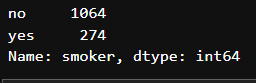 no 1064
yes 274
Name: smoker, dtype: int64